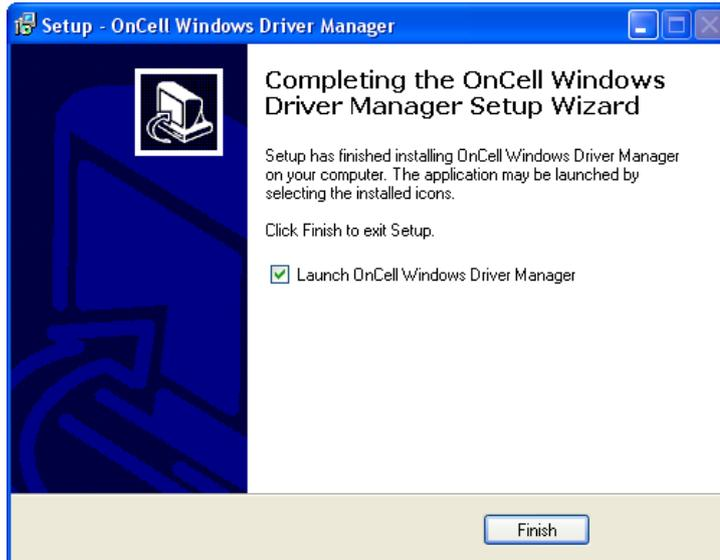 Setup - OnCell Windows Driver Manager
Completing the OnCell Windows
Driver Manager Setup Wizard
Setup has finished installing OnCell Windows Driver Manager
on your computer. The application may be launched by
selecting the installed icons.
Click Finish to exit Setup.
Launch OnCell Windows Driver Manager
Finish